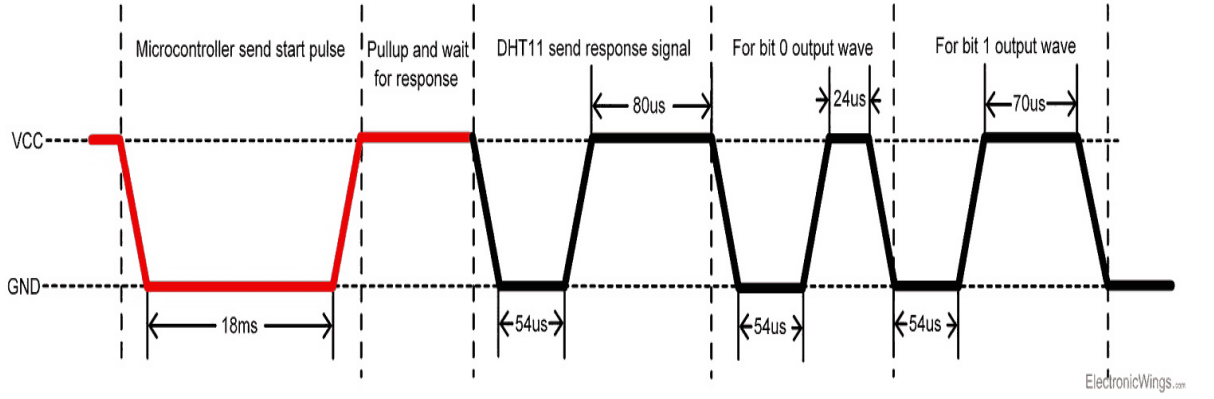 Microcontroller send start pulse
Pullup and wait
for response
DHT11 send response signal
For bit 0 output wave
For bit 1 output wave
80us
24us
70us
VCC
GND
18ms
54us
54us
54us
ElectronicWings.com